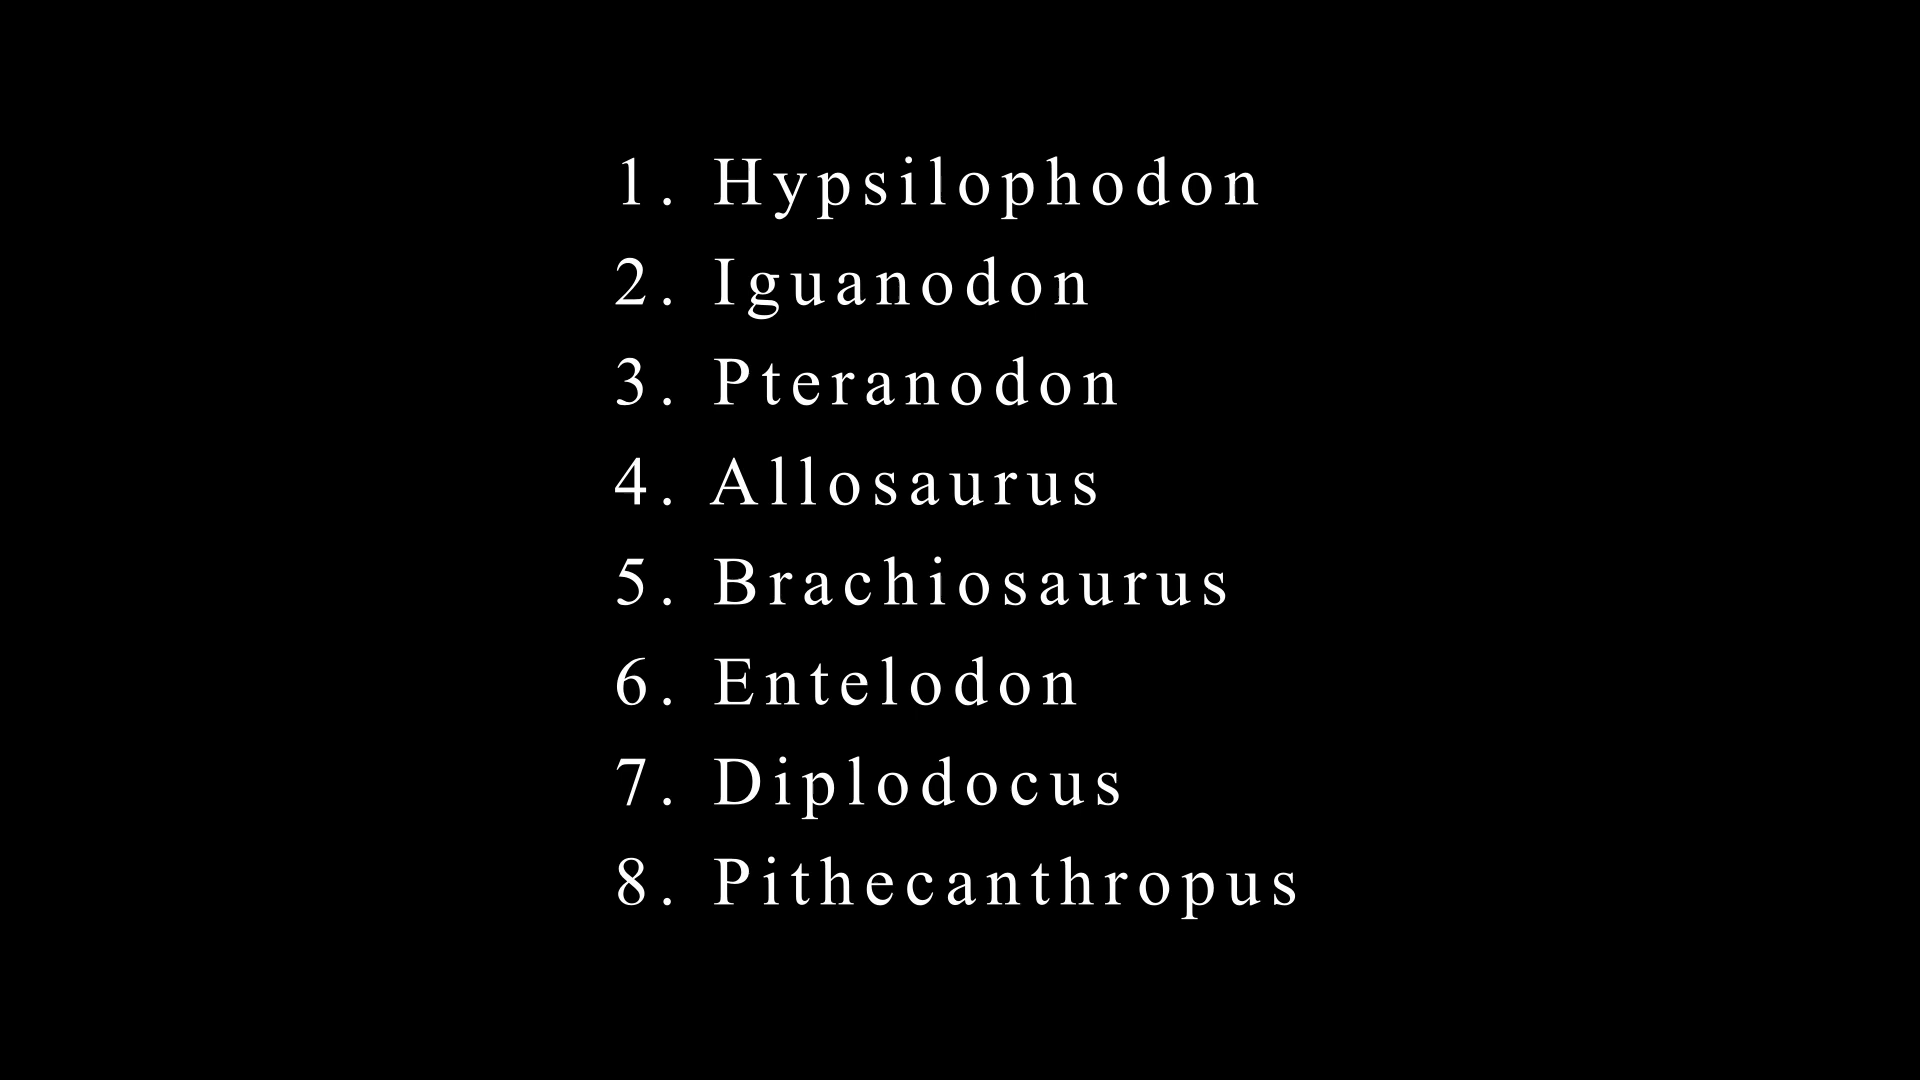 1. Hypsilophodon
2. Iguanodon
3. Pteranodon
4. Allosaurus
5. Brachiosaurus
6. Entelodon
7. Diplodocus
8. Pithecanthropus